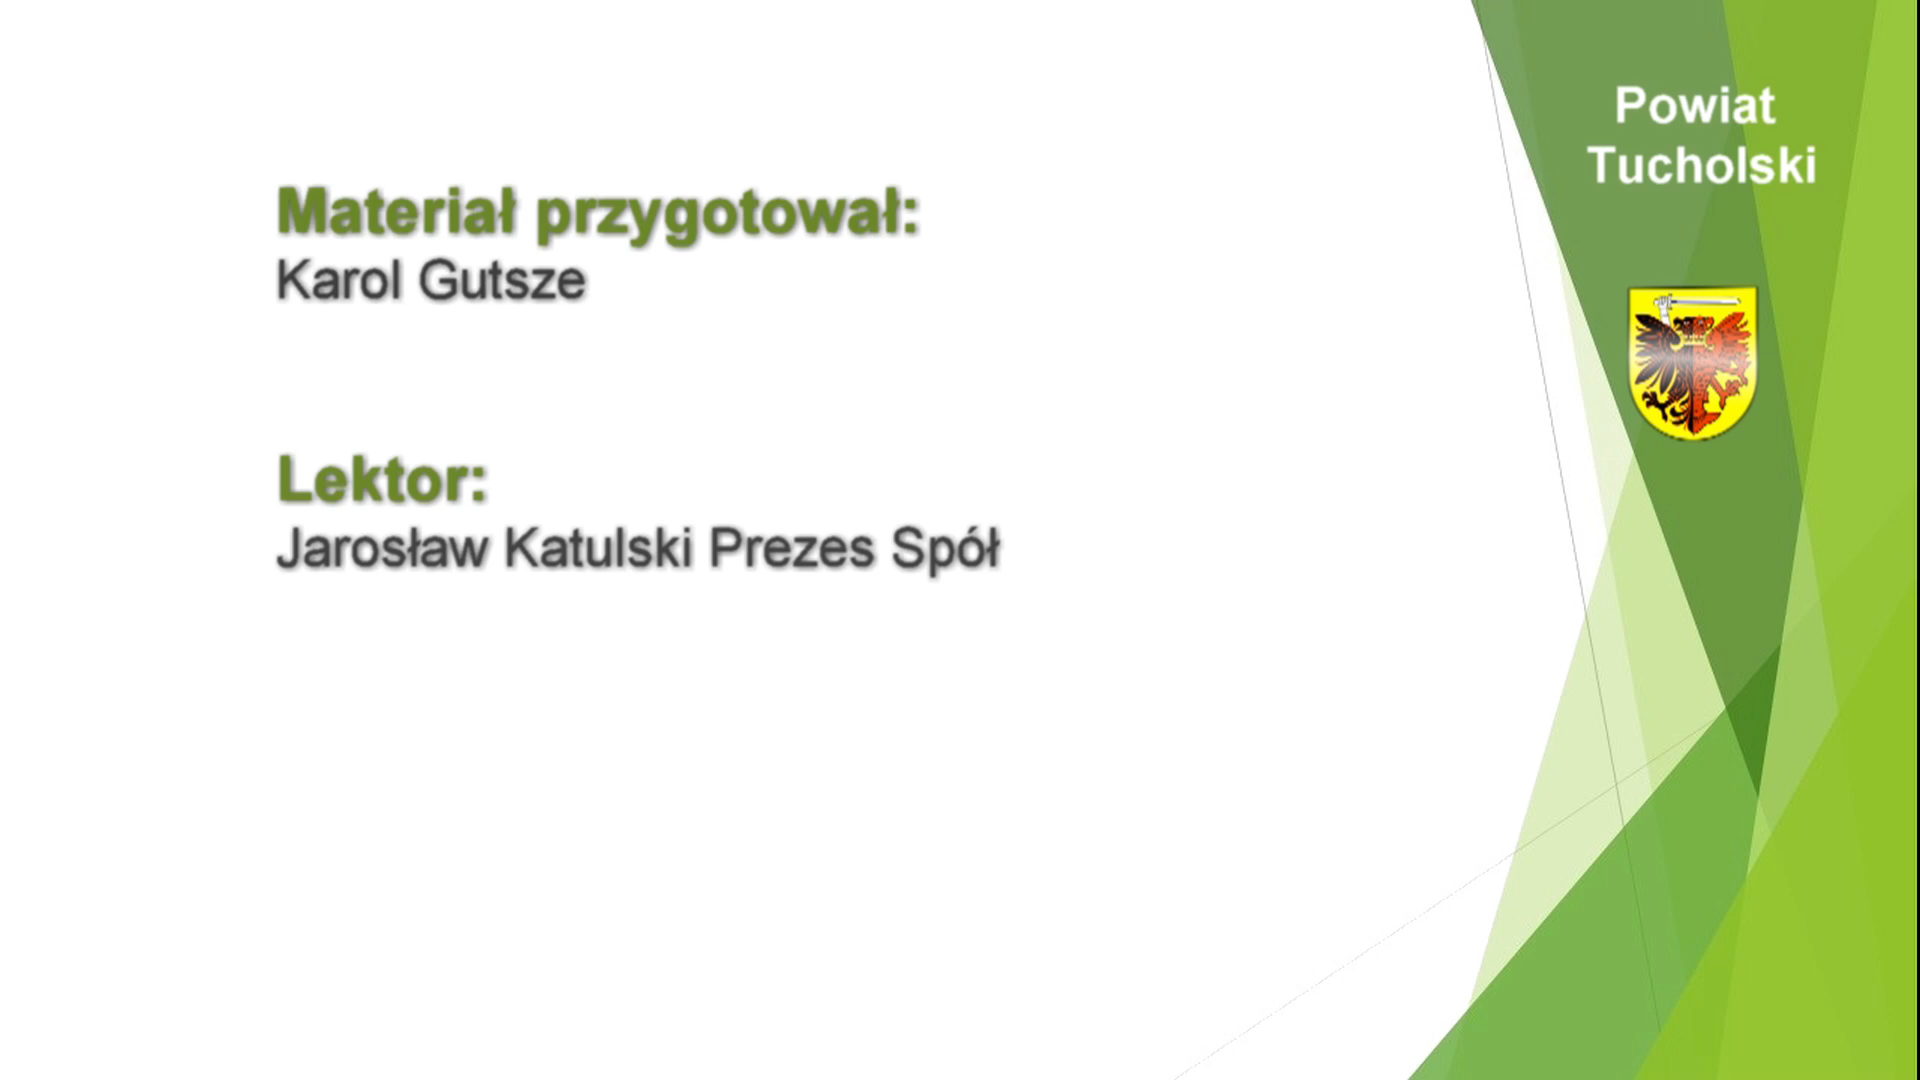 Materiał przygotował:
Karol Gutsze
Lektor:
Jarosław Katulski Prezes Spół
Powiat
Tucholski